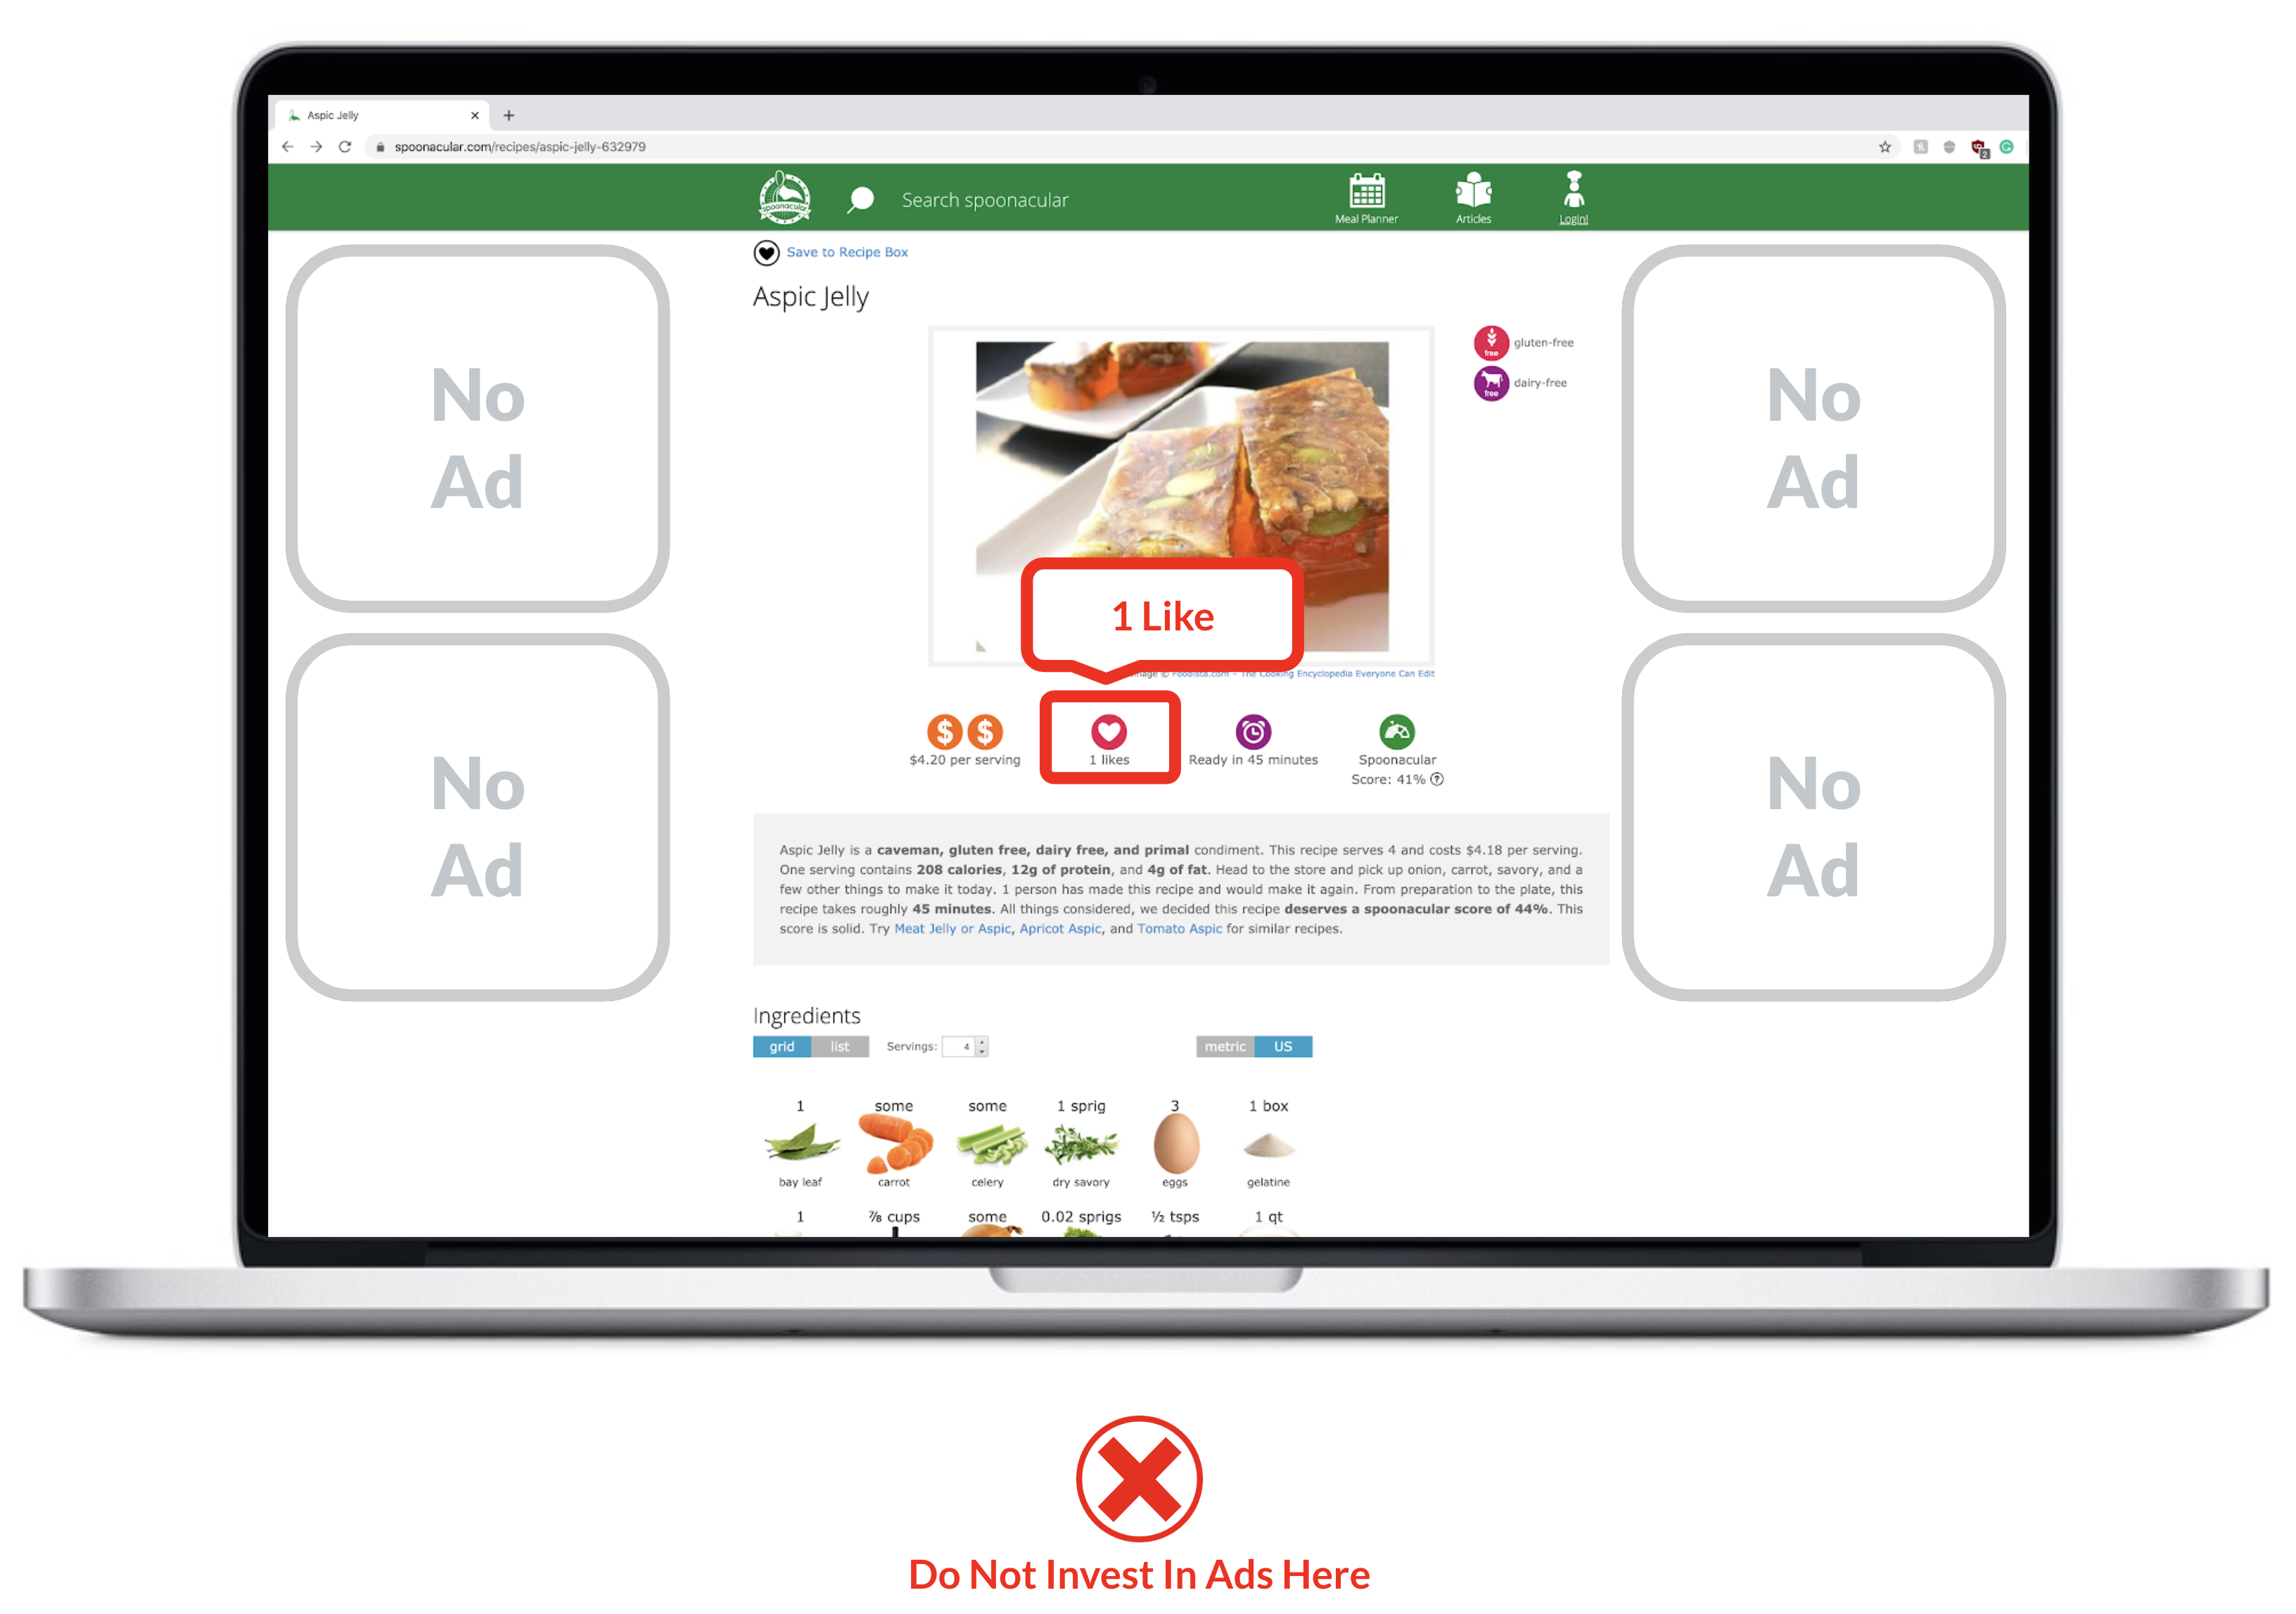 Aspic Jelly
spoonacular.com/recipes/aspic-jelly-632979
2
spoonacular
Search spoonacular
Meal Planner
Articles
Login!
Save to Recipe Box
Aspic Jelly
free
gluten-free
free
dairy-free
No
Ad
No
Ad
No
Ad
No
Ad
1 Like
Foodista.com – The Cooking Encyclopedia Everyone Can Edit
$ $
$4.20 per serving
1 likes
Ready in 45 minutes
Spoonacular
Score: 41% ?
Aspic Jelly is a caveman, gluten free, dairy free, and primal condiment. This recipe serves 4 and costs $4.18 per serving.
One serving contains 208 calories, 12g of protein, and 4g of fat. Head to the store and pick up onion, carrot, savory, and a
few other things to make it today. 1 person has made this recipe and would make it again. From preparation to the plate, this
recipe takes roughly 45 minutes. All things considered, we decided this recipe deserves a spoonacular score of 44%. This
score is solid. Try Meat Jelly or Aspic, Apricot Aspic, and Tomato Aspic for similar recipes.
Ingredients
grid list Servings: 4 metric US
1 some some 1 sprig 3 1 box
bay leaf carrot celery dry savory eggs gelatine
1 ⅞ cups some 0.02 sprigs ½ tsps 1 qt
Do Not Invest In Ads Here